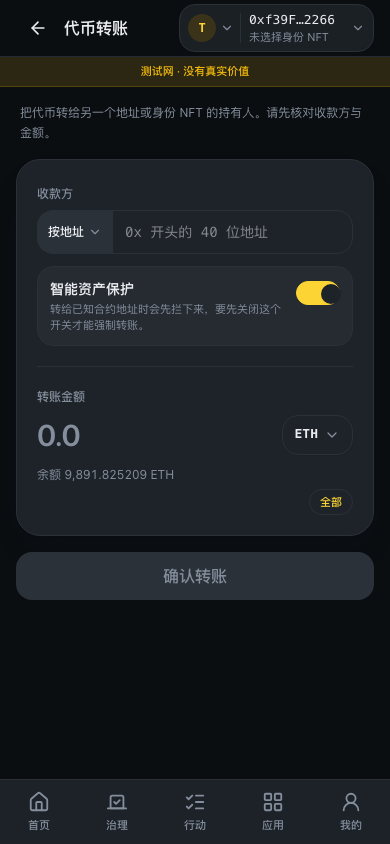 代币转账
T
0xf39F…2266
未选择身份 NFT
测试网 · 没有真实价值
把代币转给另一个地址或身份 NFT 的持有人。请先核对收款方与
金额。
收款方
按地址
0x 开头的 40 位地址
智能资产保护
转给已知合约地址时会先拦下来，要先关闭这个
开关才能强制转账。
转账金额
0.0
ETH
余额 9,891.825209 ETH
全部
确认转账
首页
治理
行动
应用
我的